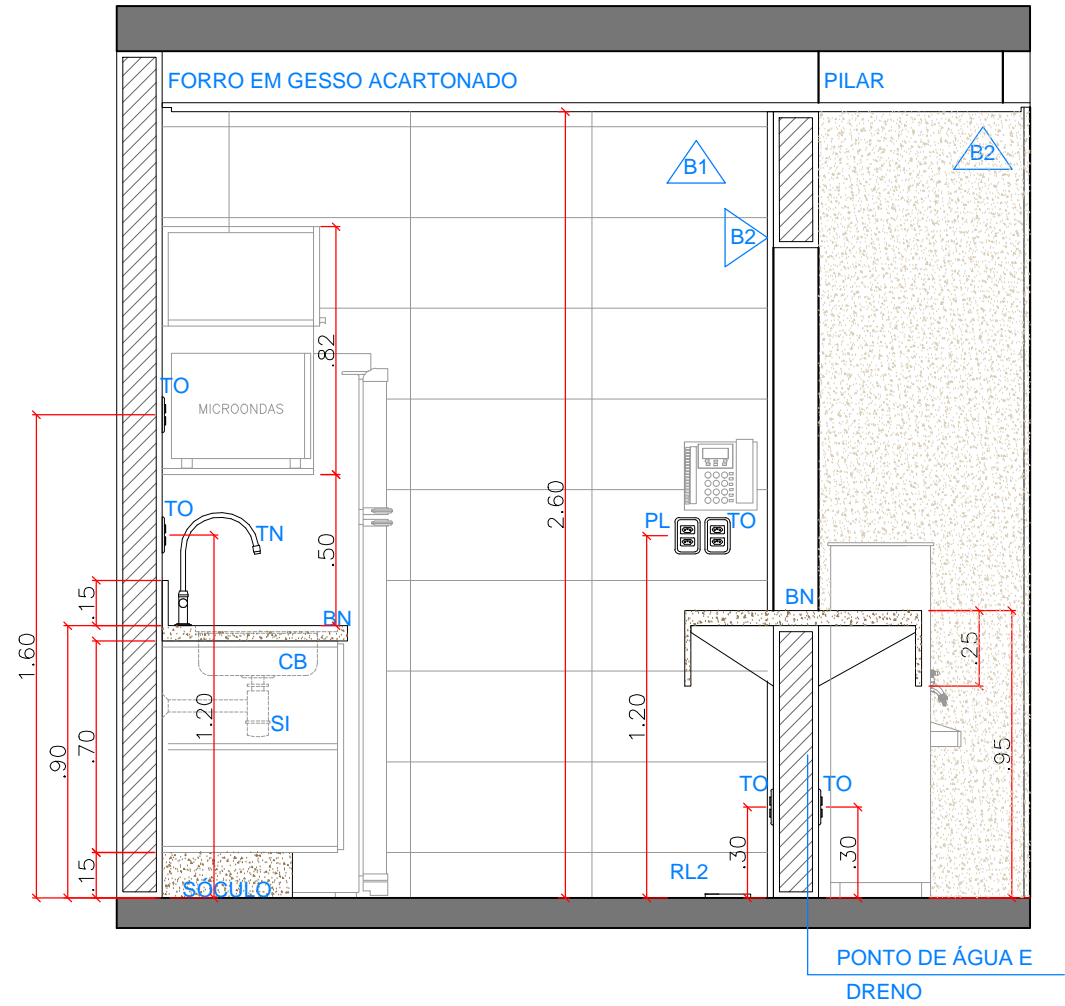 FORRO EM GESSO ACARTONADO
PILAR
B1
B2
B2
.82
TO
MICROONDAS
2.60
TO
TN
PL
TO
.50
.15
BN
BN
1.60
CB
.25
SI
1.20
1.20
.90
.70
.95
TO
TO
.30
.30
.15
SÓCULO
RL2
PONTO DE ÁGUA E
DRENO